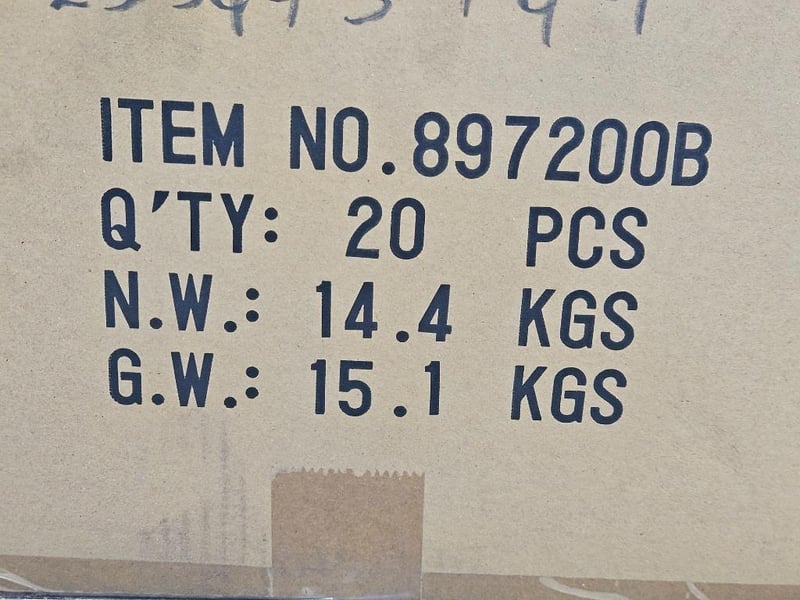 ITEM NO.897200B
Q'TY: 20 PCS
N.W.: 14.4 KGS
G.W.: 15.1 KGS